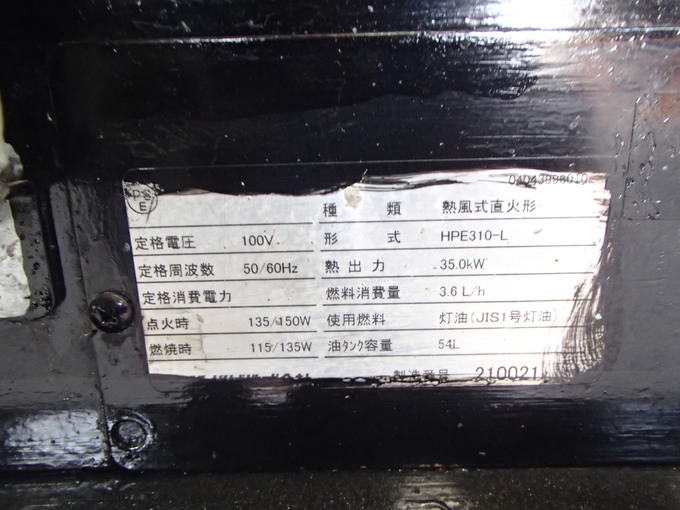 04043998010
種類 熱風式直火形
定格電圧 100V 形式 HPE310-L
定格周波数 50/60Hz 熱出力 35.0kW
定格消費電力 燃料消費量 3.6 L/h
点火時 135/150W 使用燃料 灯油(JIS1号灯油)
燃焼時 115/135W 油タンク容量 54L
製造番号 210021